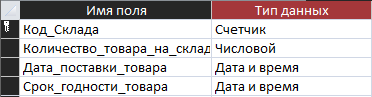 Имя поля Тип данных
Код_Склада Счетчик
Количество_товара_на_склад Числовой
Дата_поставки_товара Дата и время
Срок_годности_товара Дата и время